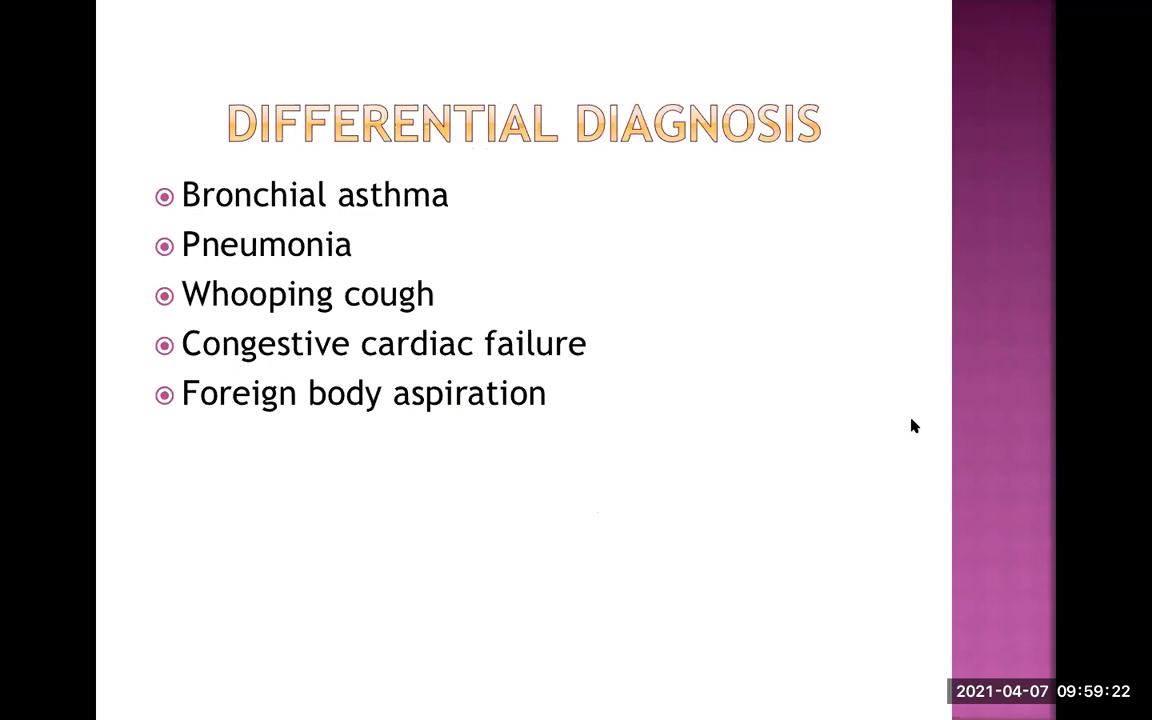 DIFFERENTIAL DIAGNOSIS
Bronchial asthma
Pneumonia
Whooping cough
Congestive cardiac failure
Foreign body aspiration
2021-04-07 09:59:22